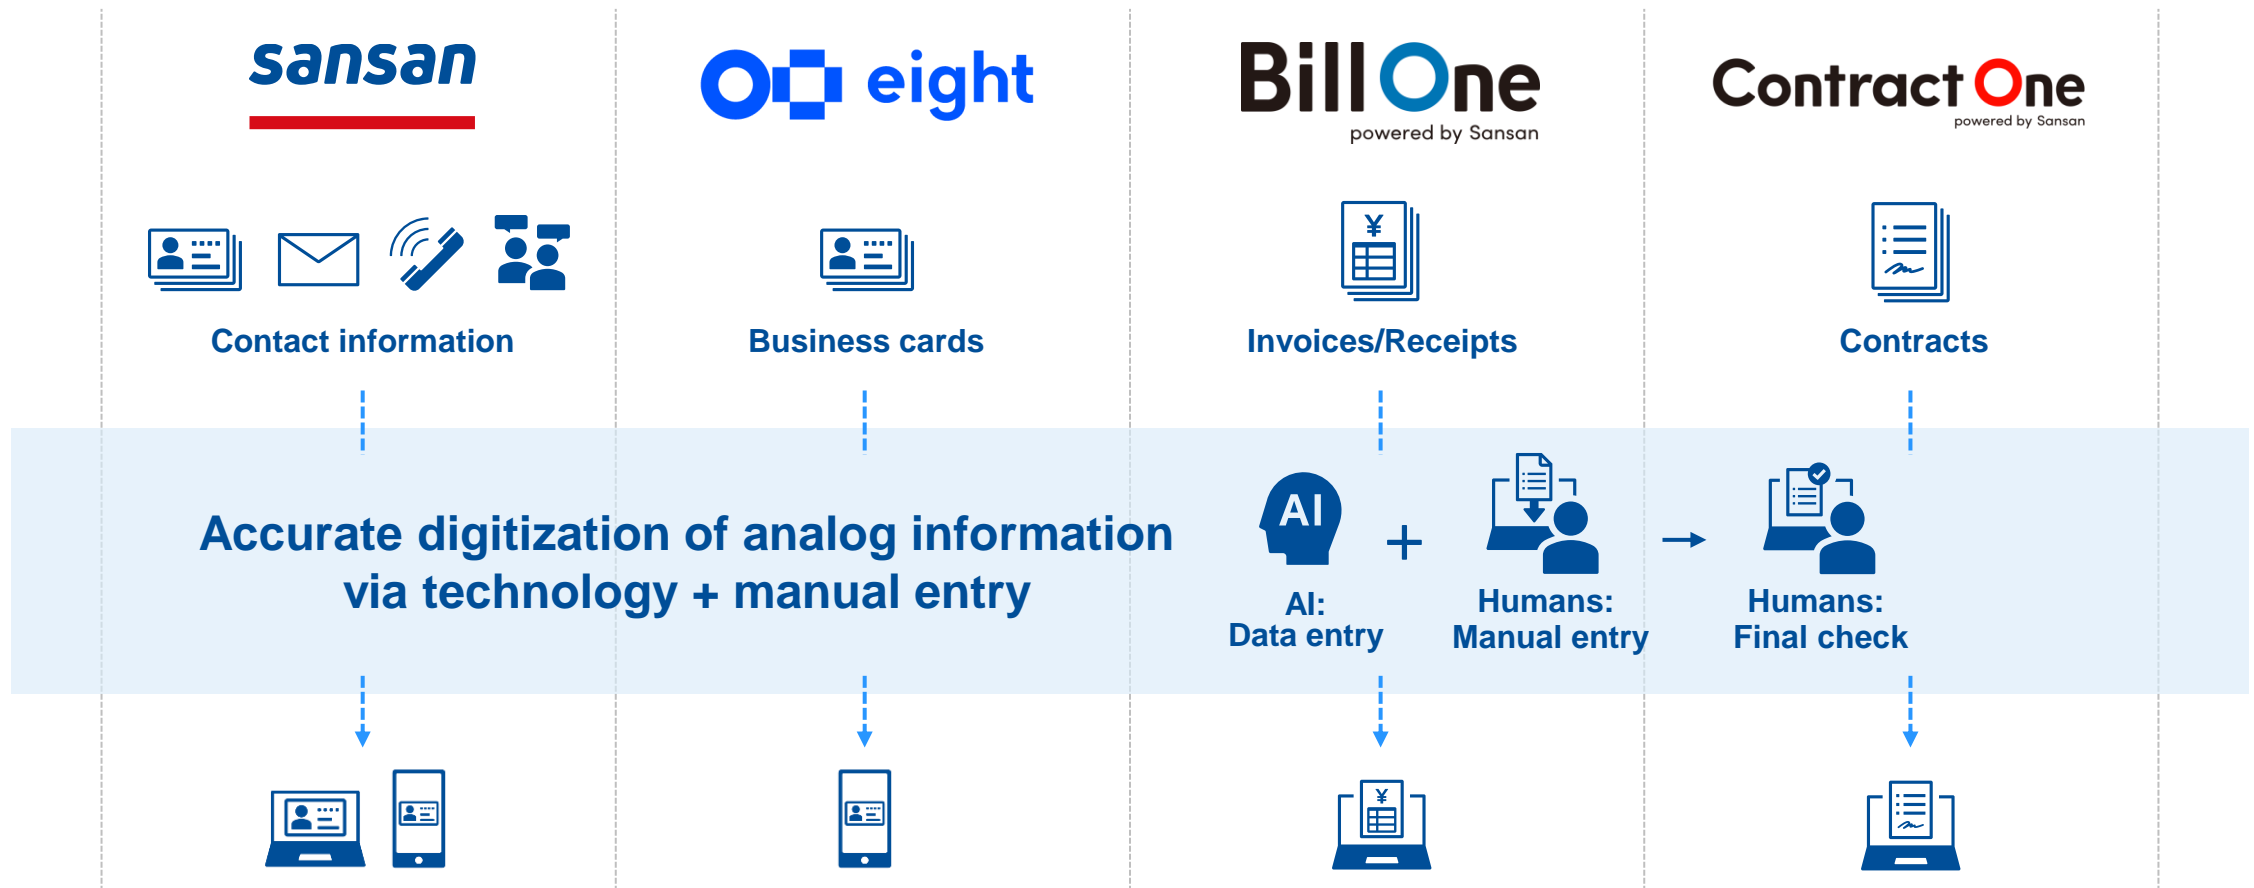 sansan
eight
Bill One
powered by Sansan
Contract One
powered by Sansan
¥
Contact information
Business cards
Invoices/Receipts
Contracts
Accurate digitization of analog information
via technology + manual entry
AI
+
AI:
Data entry
Humans:
Manual entry
Humans:
Final check
¥